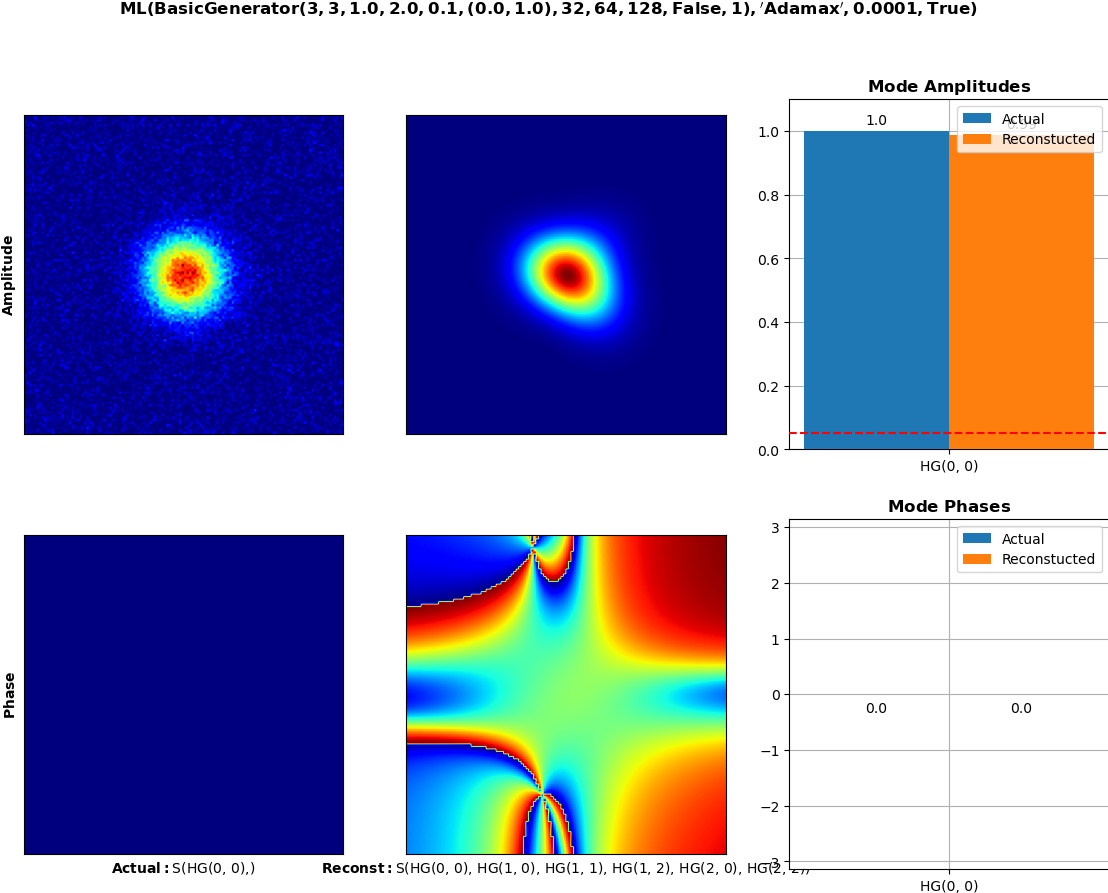 ML(BasicGenerator(3, 3, 1.0, 2.0, 0.1, (0.0, 1.0), 32, 64, 128, False, 1), ′Adamax′, 0.0001, True)
Mode Amplitudes
Amplitude
1.0
0.99
Actual
Reconstucted
1.0
0.8
0.6
0.4
0.2
0.0
HG(0, 0)
Mode Phases
Phase
Actual
Reconstucted
3
2
1
0
−1
−2
−3
0.0
0.0
HG(0, 0)
Actual: S(HG(0, 0),)
Reconst: S(HG(0, 0), HG(1, 0), HG(1, 1), HG(1, 2), HG(2, 0), HG(2, 2),)